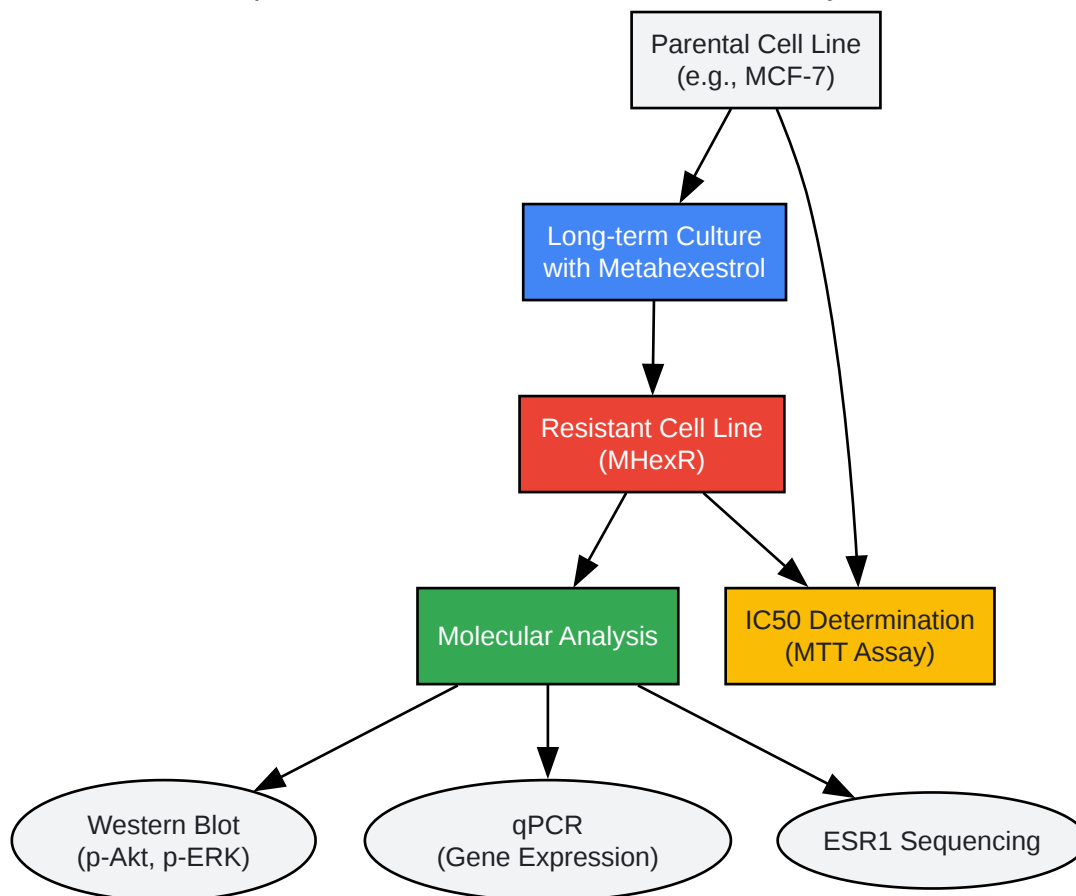 Parental Cell Line
(e.g., MCF-7)
Long-term Culture
with Metahexestrol
Resistant Cell Line
(MHexR)
Molecular Analysis
IC50 Determination
(MTT Assay)
Western Blot
(p-Akt, p-ERK)
qPCR
(Gene Expression)
ESR1 Sequencing